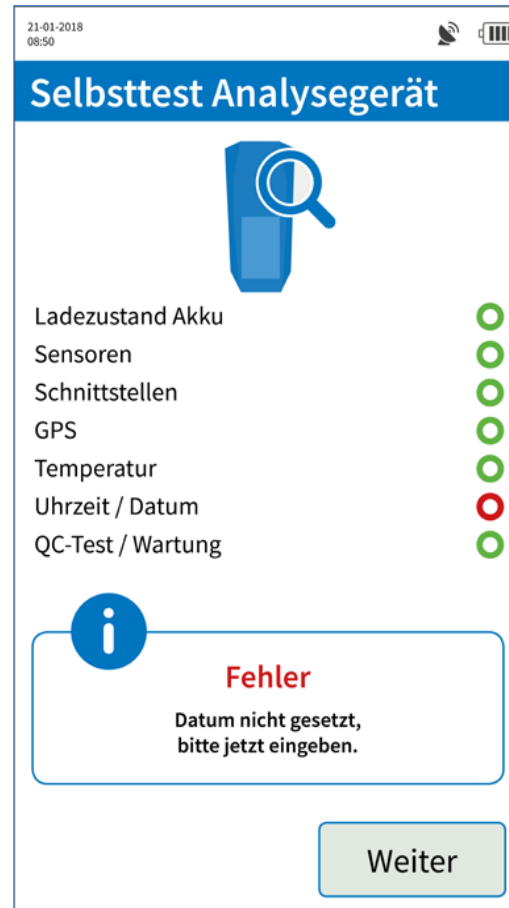 21-01-2018
08:50
Selbsttest Analysegerät
Ladezustand Akku
Sensoren
Schnittstellen
GPS
Temperatur
Uhrzeit / Datum
QC-Test / Wartung
i
Fehler
Datum nicht gesetzt,
bitte jetzt eingeben.
Weiter